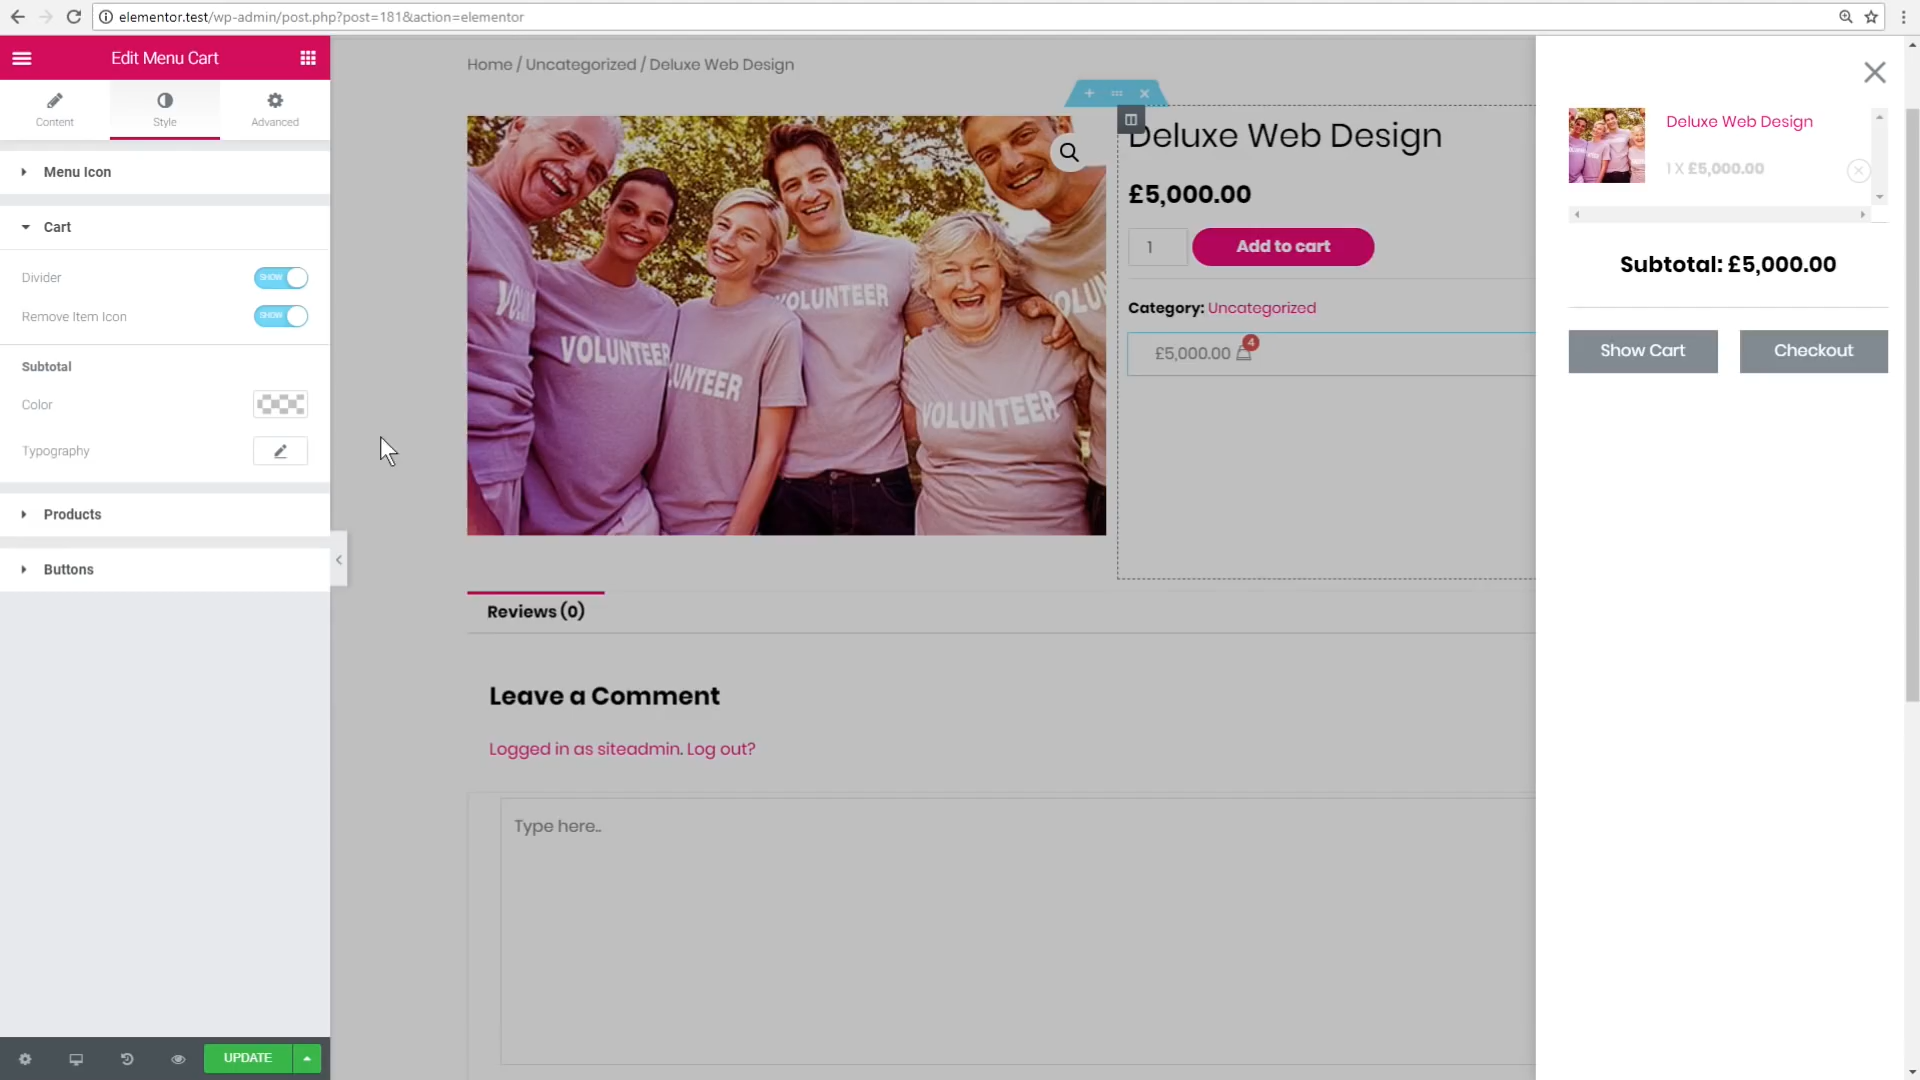 elementor.test/wp-admin/post.php?post=181&action=elementor
Edit Menu Cart
Content
Style
Advanced
Menu Icon
Cart
Divider
SHOW
Remove Item Icon
SHOW
Subtotal
Color
Typography
Products
Buttons
UPDATE
Home / Uncategorized / Deluxe Web Design
VOLUNTEER
VOLUNTEER
VOLUNTEER
Deluxe Web Design
£5,000.00
1
Add to cart
Category: Uncategorized
£5,000.00
4
Reviews (0)
Leave a Comment
Logged in as siteadmin. Log out?
Type here..
Deluxe Web Design
1 X £5,000.00
Subtotal: £5,000.00
Show Cart
Checkout